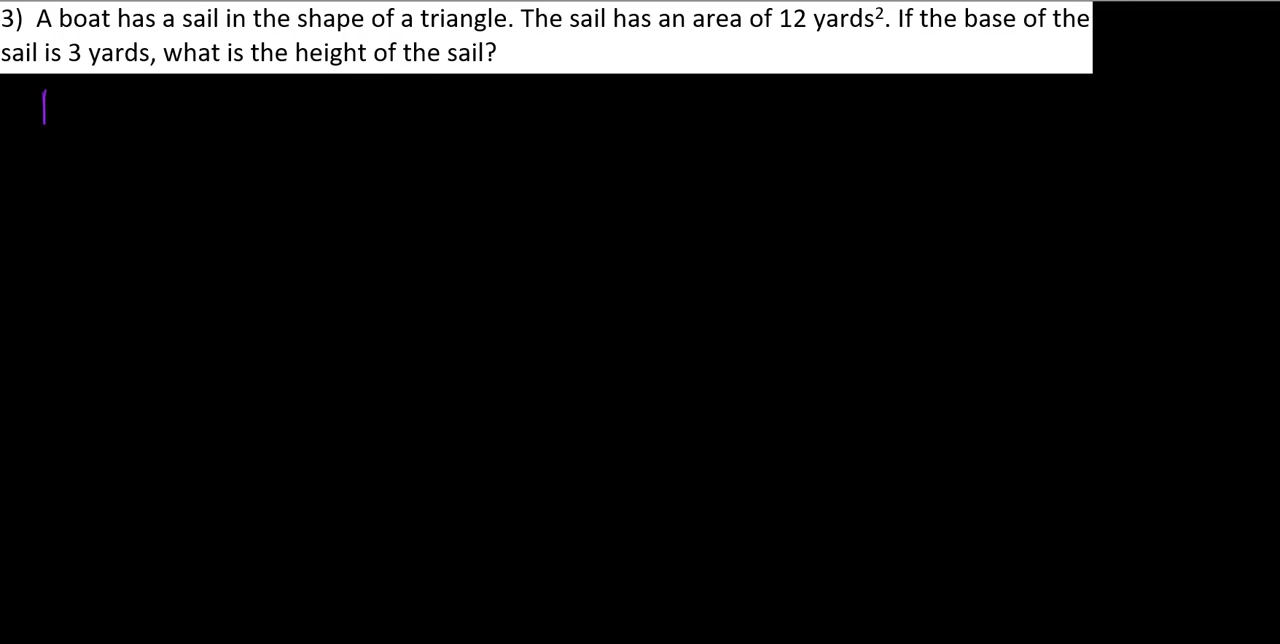 3) A boat has a sail in the shape of a triangle. The sail has an area of 12 yards². If the base of the
sail is 3 yards, what is the height of the sail?